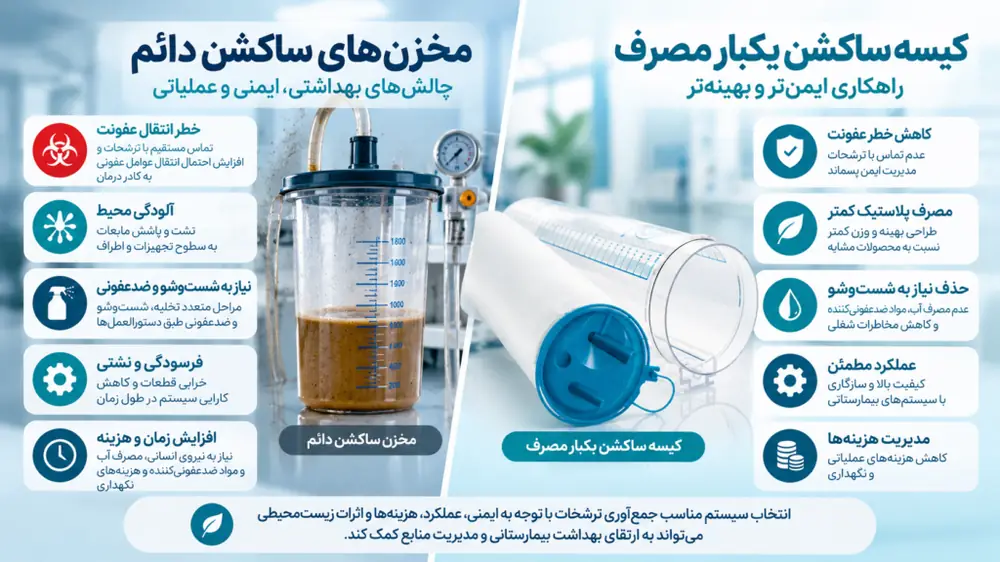 کیسه ساکشن یکبار مصرف
راهکاری ایمن‌تر و بهینه‌تر
کاهش خطر عفونت
عدم تماس با ترشحات
مدیریت ایمن پسماند
مصرف پلاستیک کمتر
طراحی بهینه و وزن کمتر
نسبت به محصولات مشابه
حذف نیاز به شست‌وشو
عدم مصرف آب، مواد ضدعفونی‌کننده
و کاهش مخاطرات شغلی
عملکرد مطمئن
کیفیت بالا و سازگاری
با سیستم‌های بیمارستانی
مدیریت هزینه‌ها
کاهش هزینه‌های عملیاتی
و نگهداری
کیسه ساکشن یکبار مصرف
مخزن‌های ساکشن دائم
چالش‌های بهداشتی، ایمنی و عملیاتی
خطر انتقال عفونت
تماس مستقیم با ترشحات و
افزایش احتمال انتقال عوامل عفونی
به کادر درمان
آلودگی محیط
نشت و پاشش مایعات
به سطوح تجهیزات و اطراف
نیاز به شست‌وشو و ضدعفونی
مراحل متعدد تخلیه، شست‌وشو
و ضدعفونی طبق دستورالعمل‌ها
فرسودگی و نشتی
خرابی قطعات و کاهش
کارایی سیستم در طول زمان
افزایش زمان و هزینه
نیاز به نیروی انسانی، مصرف آب
و مواد ضدعفونی‌کننده و هزینه‌های
نگهداری
1800
1600
1000
200
مخزن ساکشن دائم
انتخاب سیستم مناسب جمع‌آوری ترشحات با توجه به ایمنی، عملکرد، هزینه‌ها و اثرات زیست‌محیطی
می‌تواند به ارتقای بهداشت بیمارستانی و مدیریت منابع کمک کند.